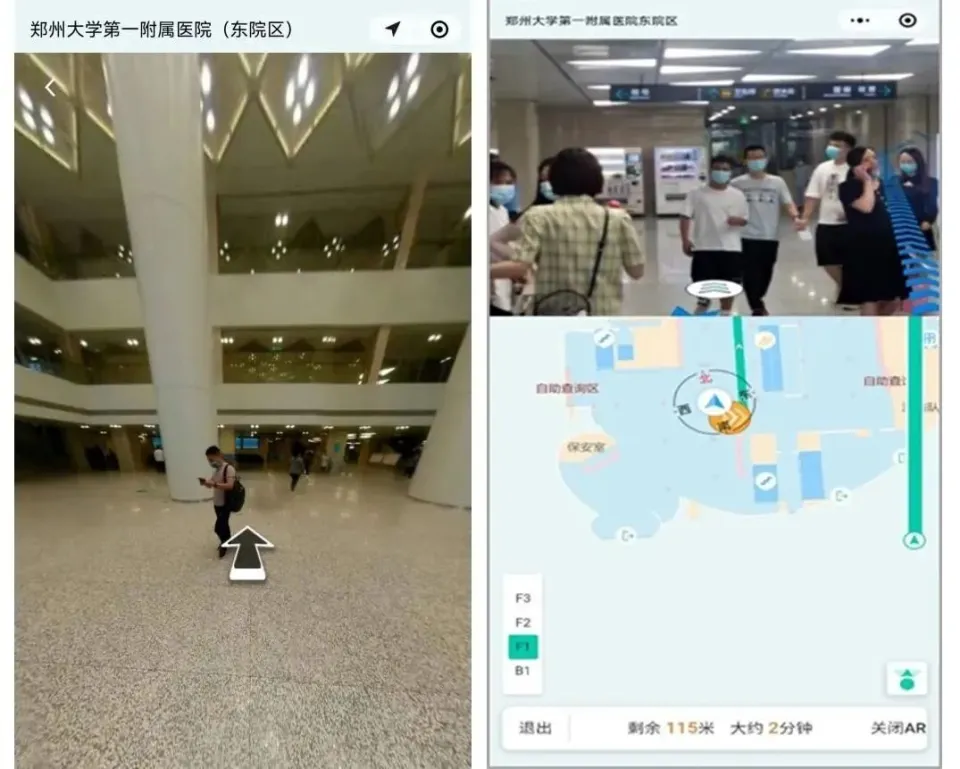 郑州大学第一附属医院（东院区）
郑州大学第一附属医院东院区
北
西
东
南
自助查询区
自助查
保安室
F3
F2
F1
B1
退出
剩余 115米 大约 2分钟
关闭AR